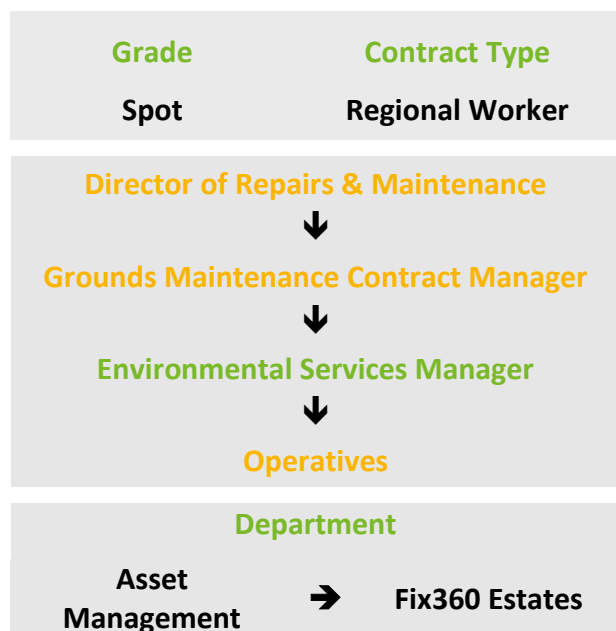 Grade Contract Type
Spot Regional Worker
Director of Repairs & Maintenance
↓
Grounds Maintenance Contract Manager
↓
Environmental Services Manager
↓
Operatives
Department
Asset
Management → Fix360 Estates